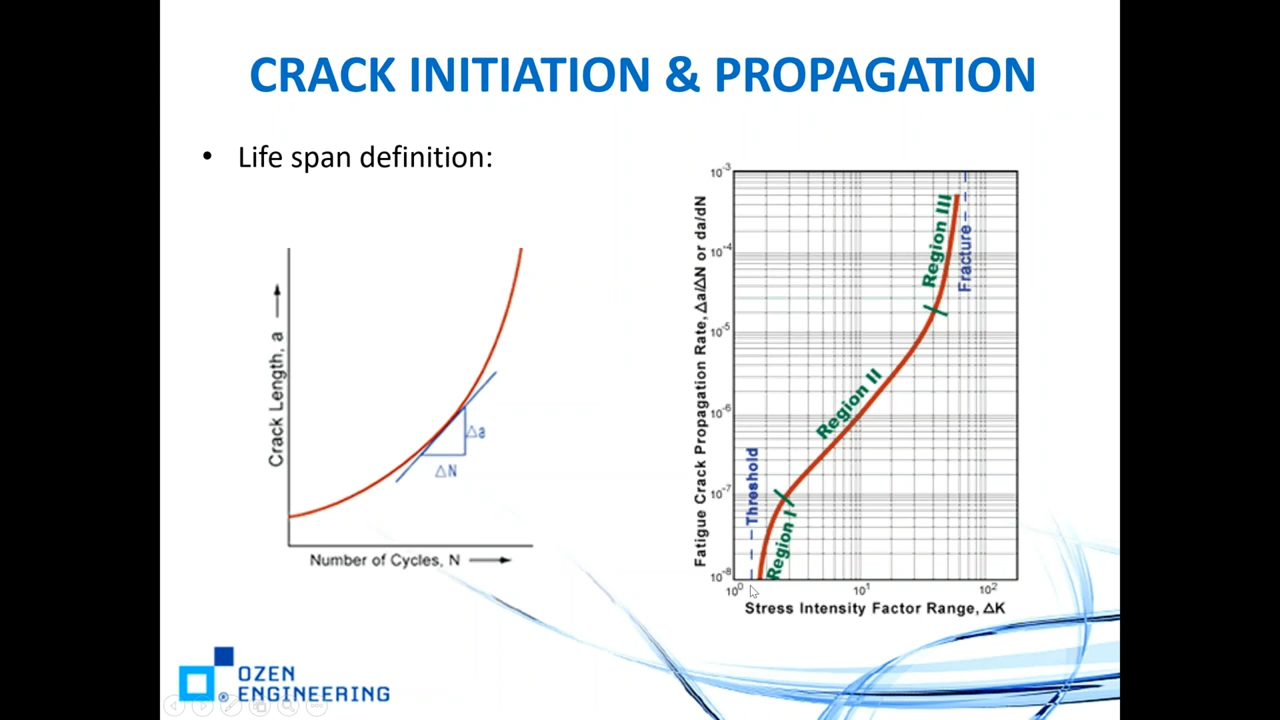 CRACK INITIATION & PROPAGATION
• Life span definition:
Crack Length, a
Δa
ΔN
Number of Cycles, N
Fatigue Crack Propagation Rate, Δa/ΔN or da/dN
10⁻³
10⁻⁴
10⁻⁵
10⁻⁶
10⁻⁷
10⁻⁸
Region III
Fracture
Region II
Threshold
Region I
10⁰ 10¹ 10²
Stress Intensity Factor Range, ΔK
OZEN
ENGINEERING